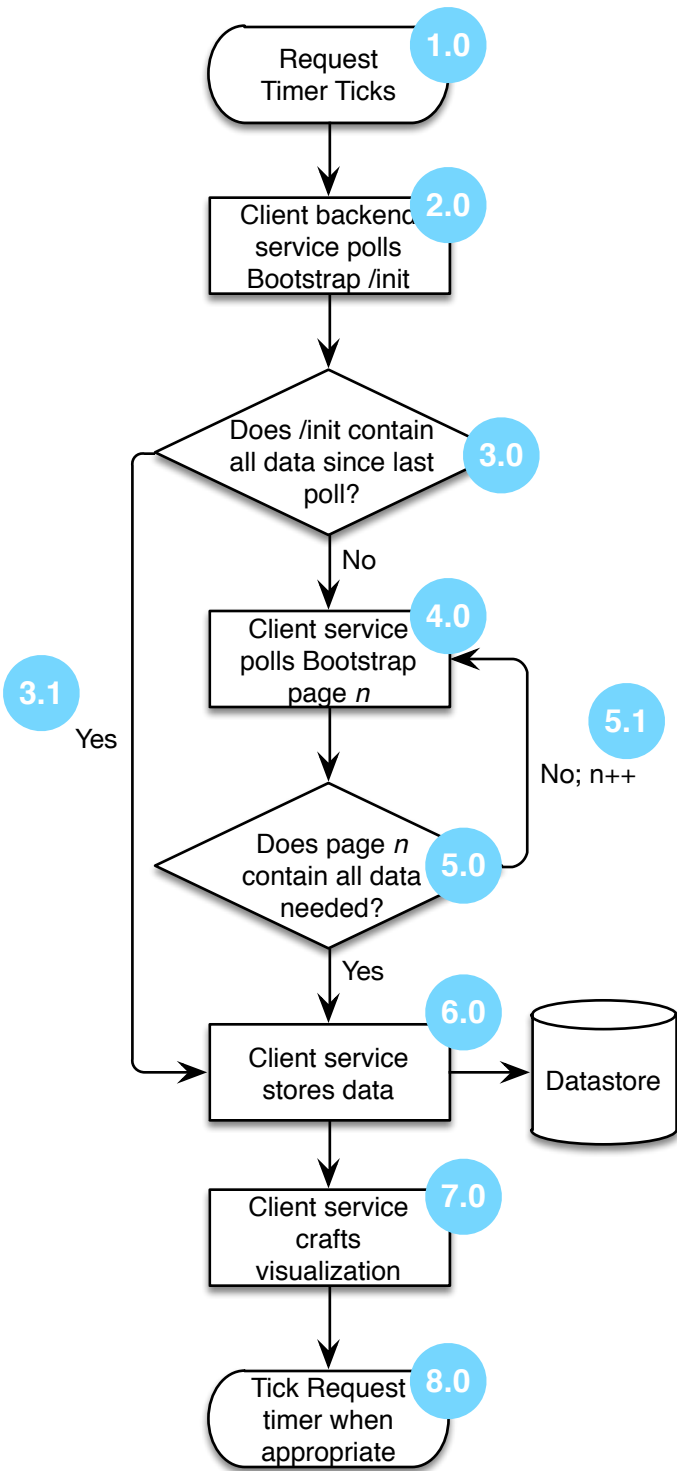 1.0
Request
Timer Ticks
2.0
Client backend
service polls
Bootstrap /init
Does /init contain
all data since last
poll?
3.0
No
4.0
Client service
polls Bootstrap
page n
3.1
Yes
5.1
No; n++
Does page n
contain all data
needed?
5.0
Yes
6.0
Client service
stores data
Datastore
7.0
Client service
crafts
visualization
8.0
Tick Request
timer when
appropriate